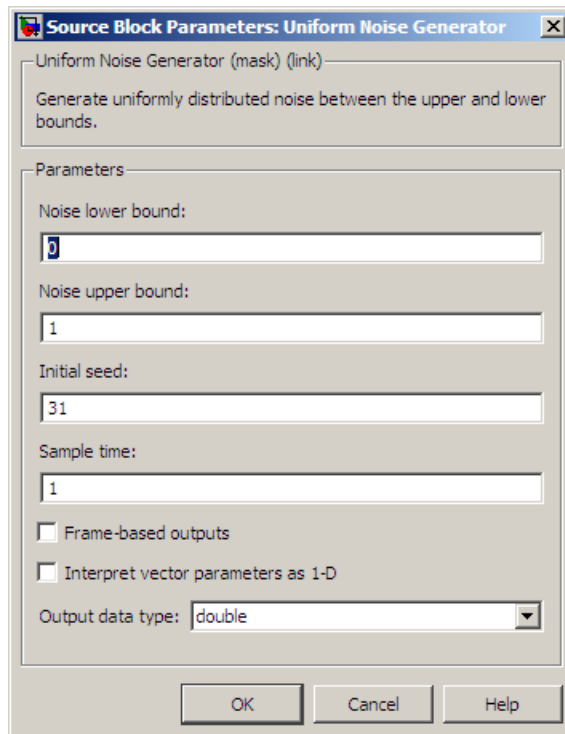 Source Block Parameters: Uniform Noise Generator
Uniform Noise Generator (mask) (link)
Generate uniformly distributed noise between the upper and lower
bounds.
Parameters
Noise lower bound:
0
Noise upper bound:
1
Initial seed:
31
Sample time:
1
Frame-based outputs
Interpret vector parameters as 1-D
Output data type: double
OK Cancel Help